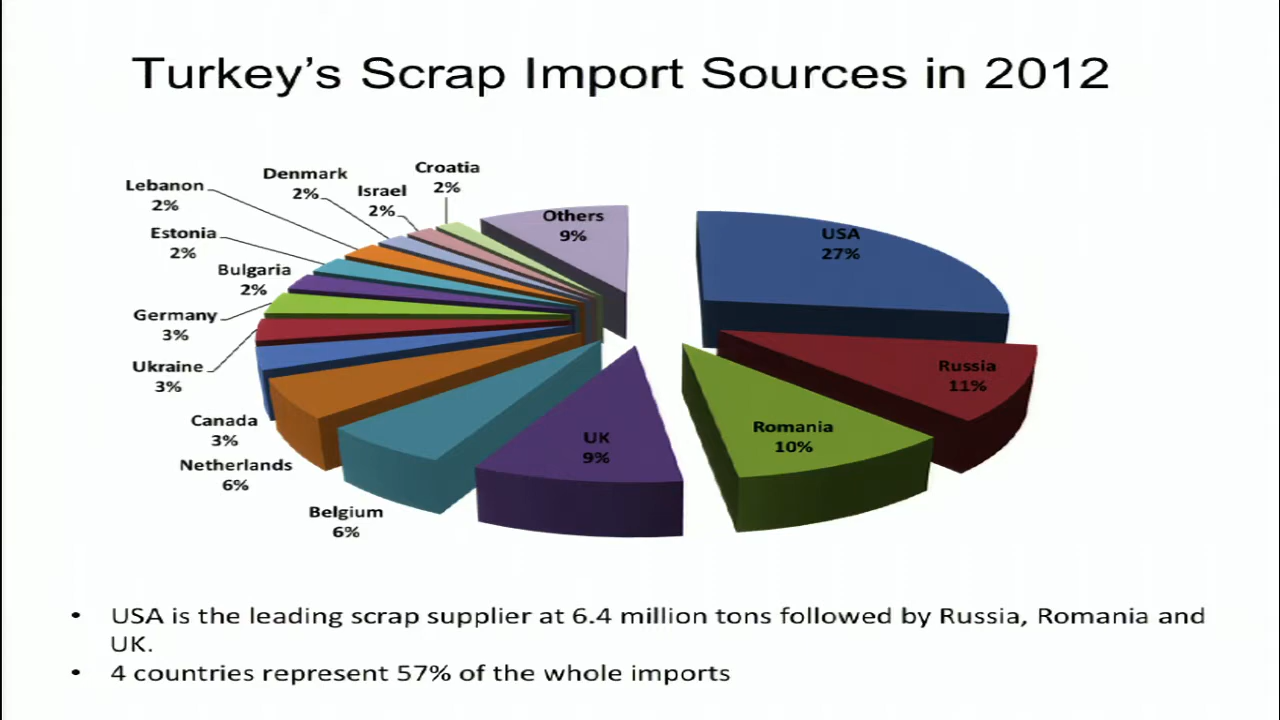 Turkey's Scrap Import Sources in 2012
Croatia
2%
Denmark
2%
Israel
2%
Lebanon
2%
Estonia
2%
Bulgaria
2%
Germany
3%
Ukraine
3%
Canada
3%
Netherlands
6%
Belgium
6%
Others
9%
USA
27%
Russia
11%
Romania
10%
UK
9%
• USA is the leading scrap supplier at 6.4 million tons followed by Russia, Romania and
UK.
• 4 countries represent 57% of the whole imports